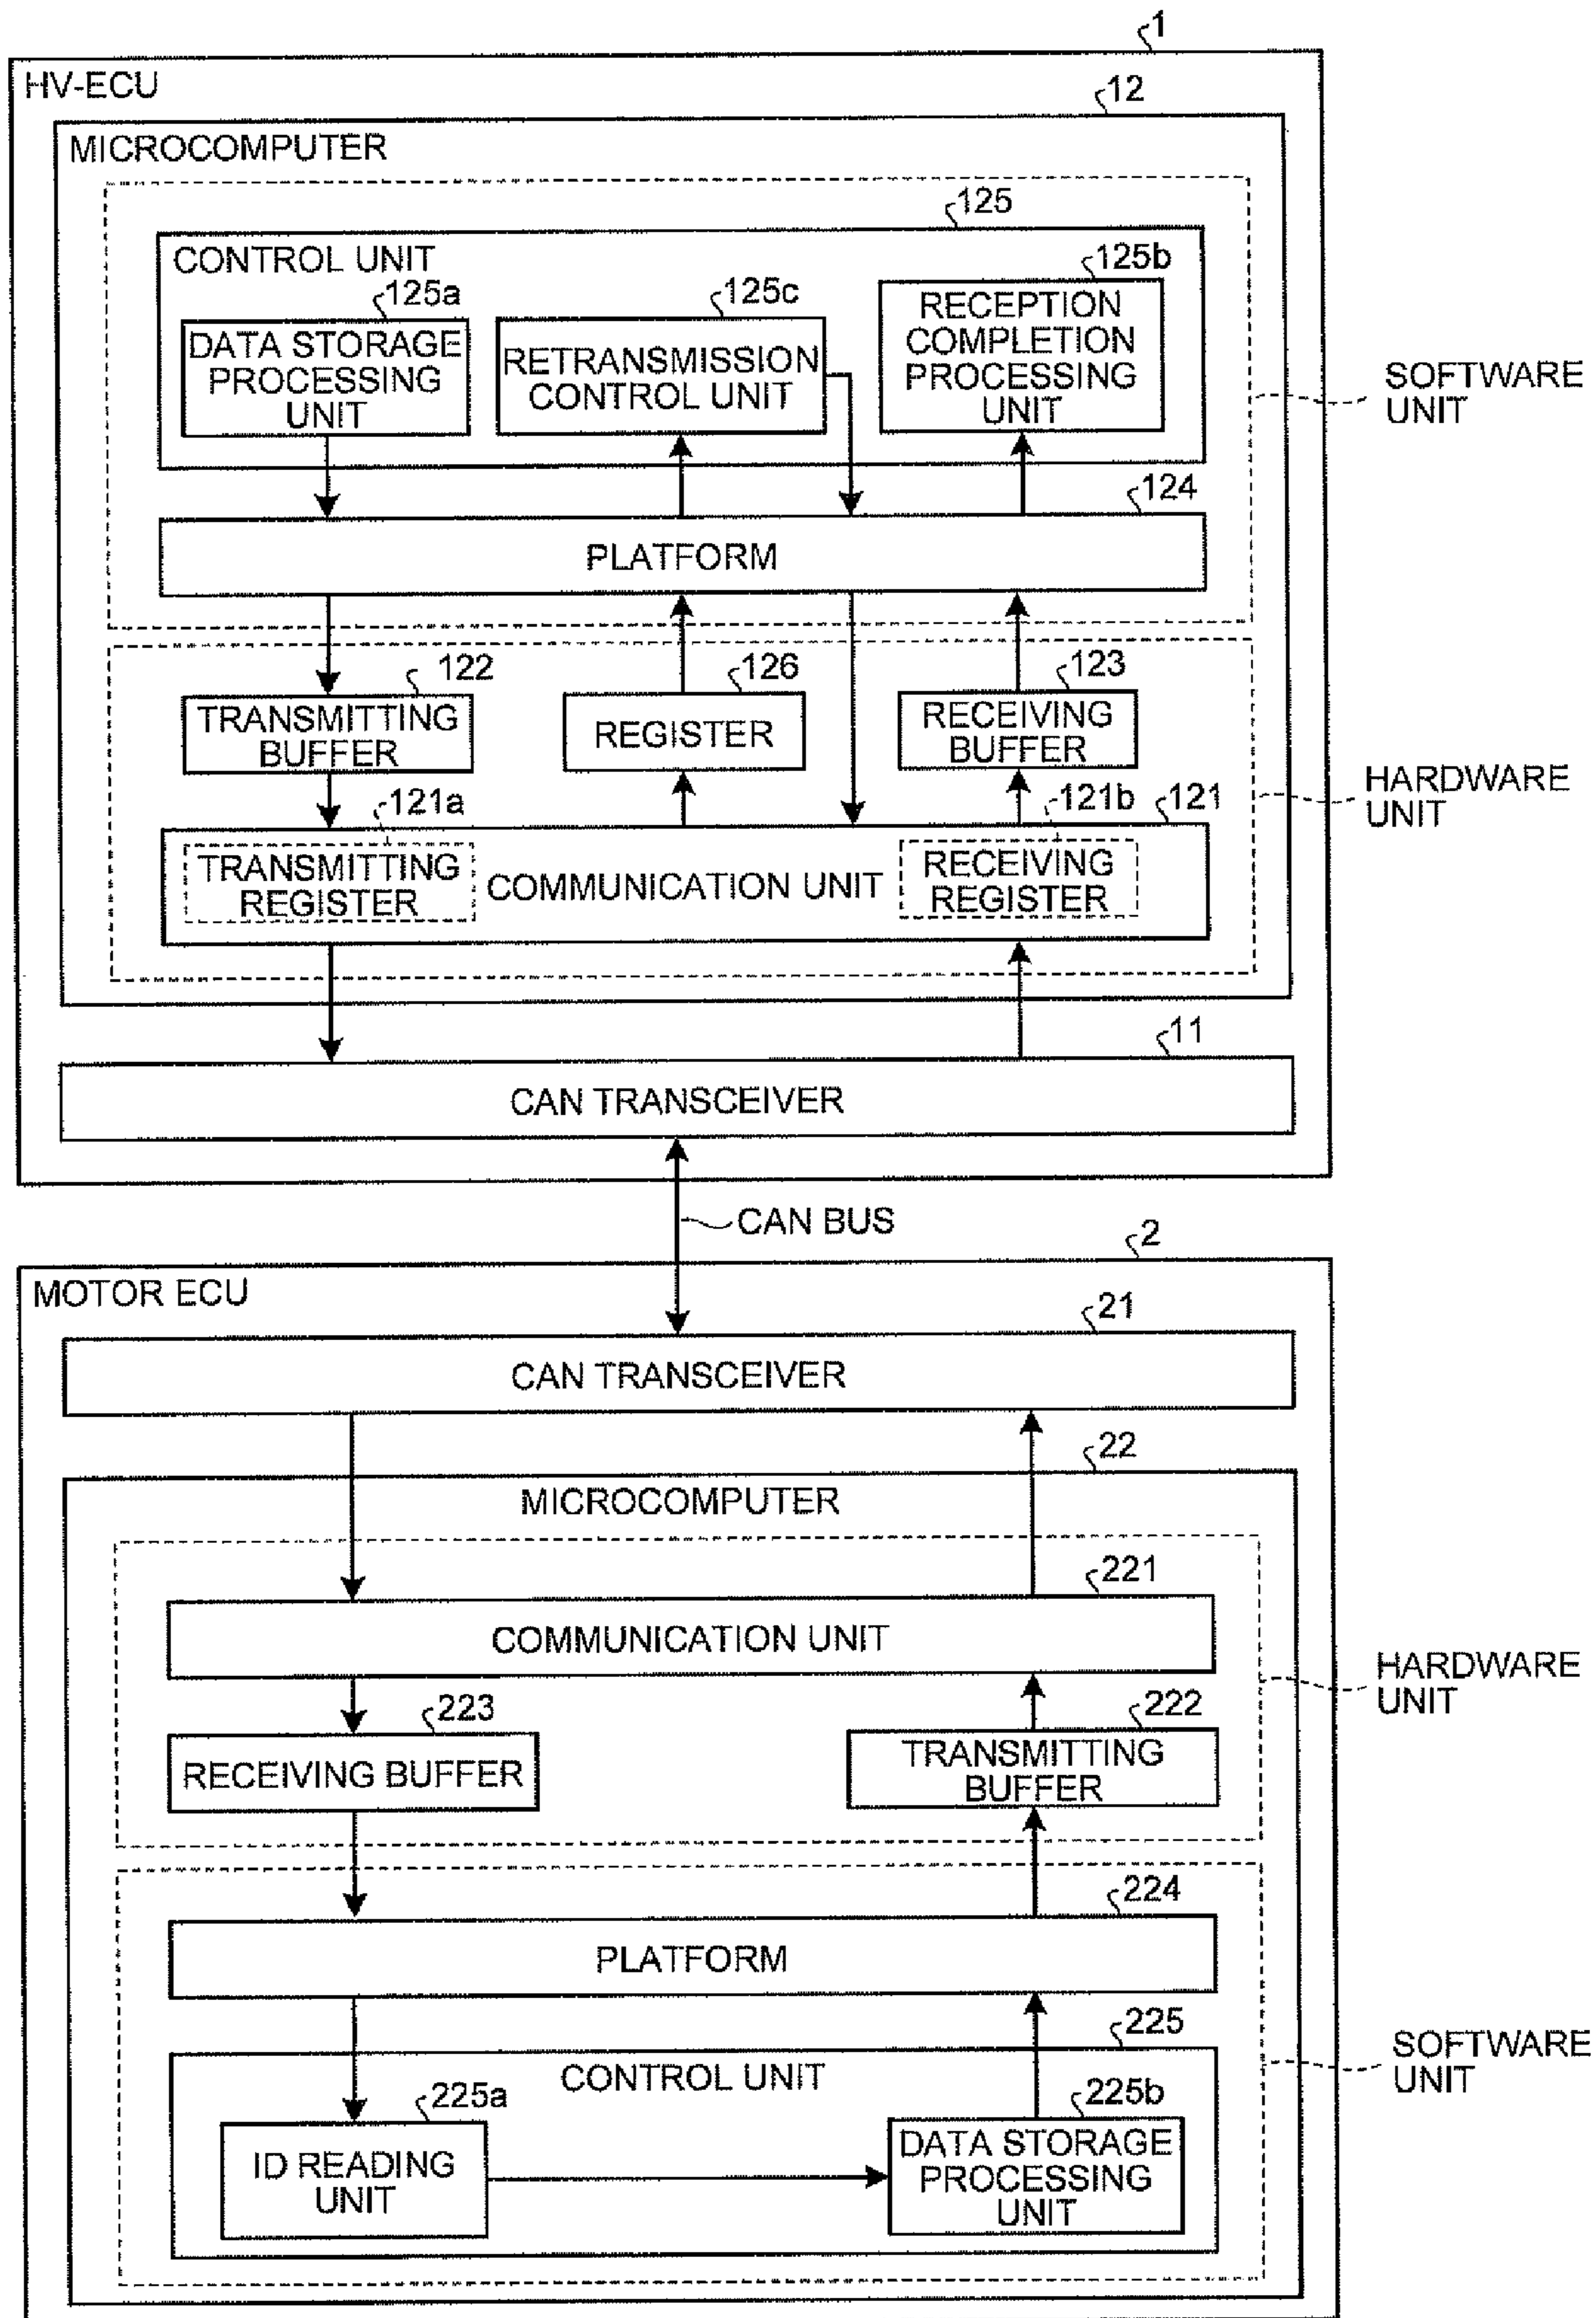 1
HV-ECU
12
MICROCOMPUTER
125
CONTROL UNIT
125a
DATA STORAGE
PROCESSING
UNIT
125c
RETRANSMISSION
CONTROL UNIT
125b
RECEPTION
COMPLETION
PROCESSING
UNIT
SOFTWARE
UNIT
124
PLATFORM
122
TRANSMITTING
BUFFER
126
REGISTER
123
RECEIVING
BUFFER
HARDWARE
UNIT
121a
TRANSMITTING
REGISTER
COMMUNICATION UNIT
121b
RECEIVING
REGISTER
121
11
CAN TRANSCEIVER
CAN BUS
2
MOTOR ECU
21
CAN TRANSCEIVER
22
MICROCOMPUTER
221
COMMUNICATION UNIT
HARDWARE
UNIT
223
RECEIVING BUFFER
222
TRANSMITTING
BUFFER
224
PLATFORM
225
CONTROL UNIT
SOFTWARE
UNIT
225a
ID READING
UNIT
225b
DATA STORAGE
PROCESSING
UNIT